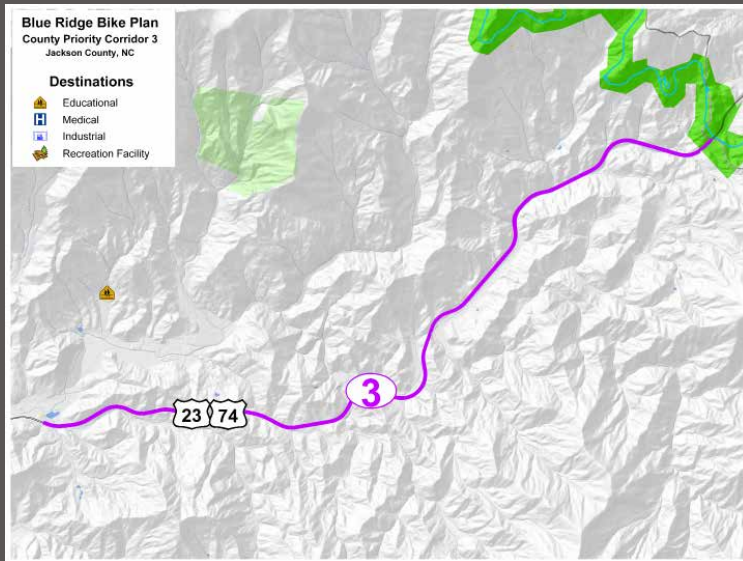 Blue Ridge Bike Plan
County Priority Corridor 3
Jackson County, NC
Destinations
Educational
H Medical
Industrial
Recreation Facility
3
23 74